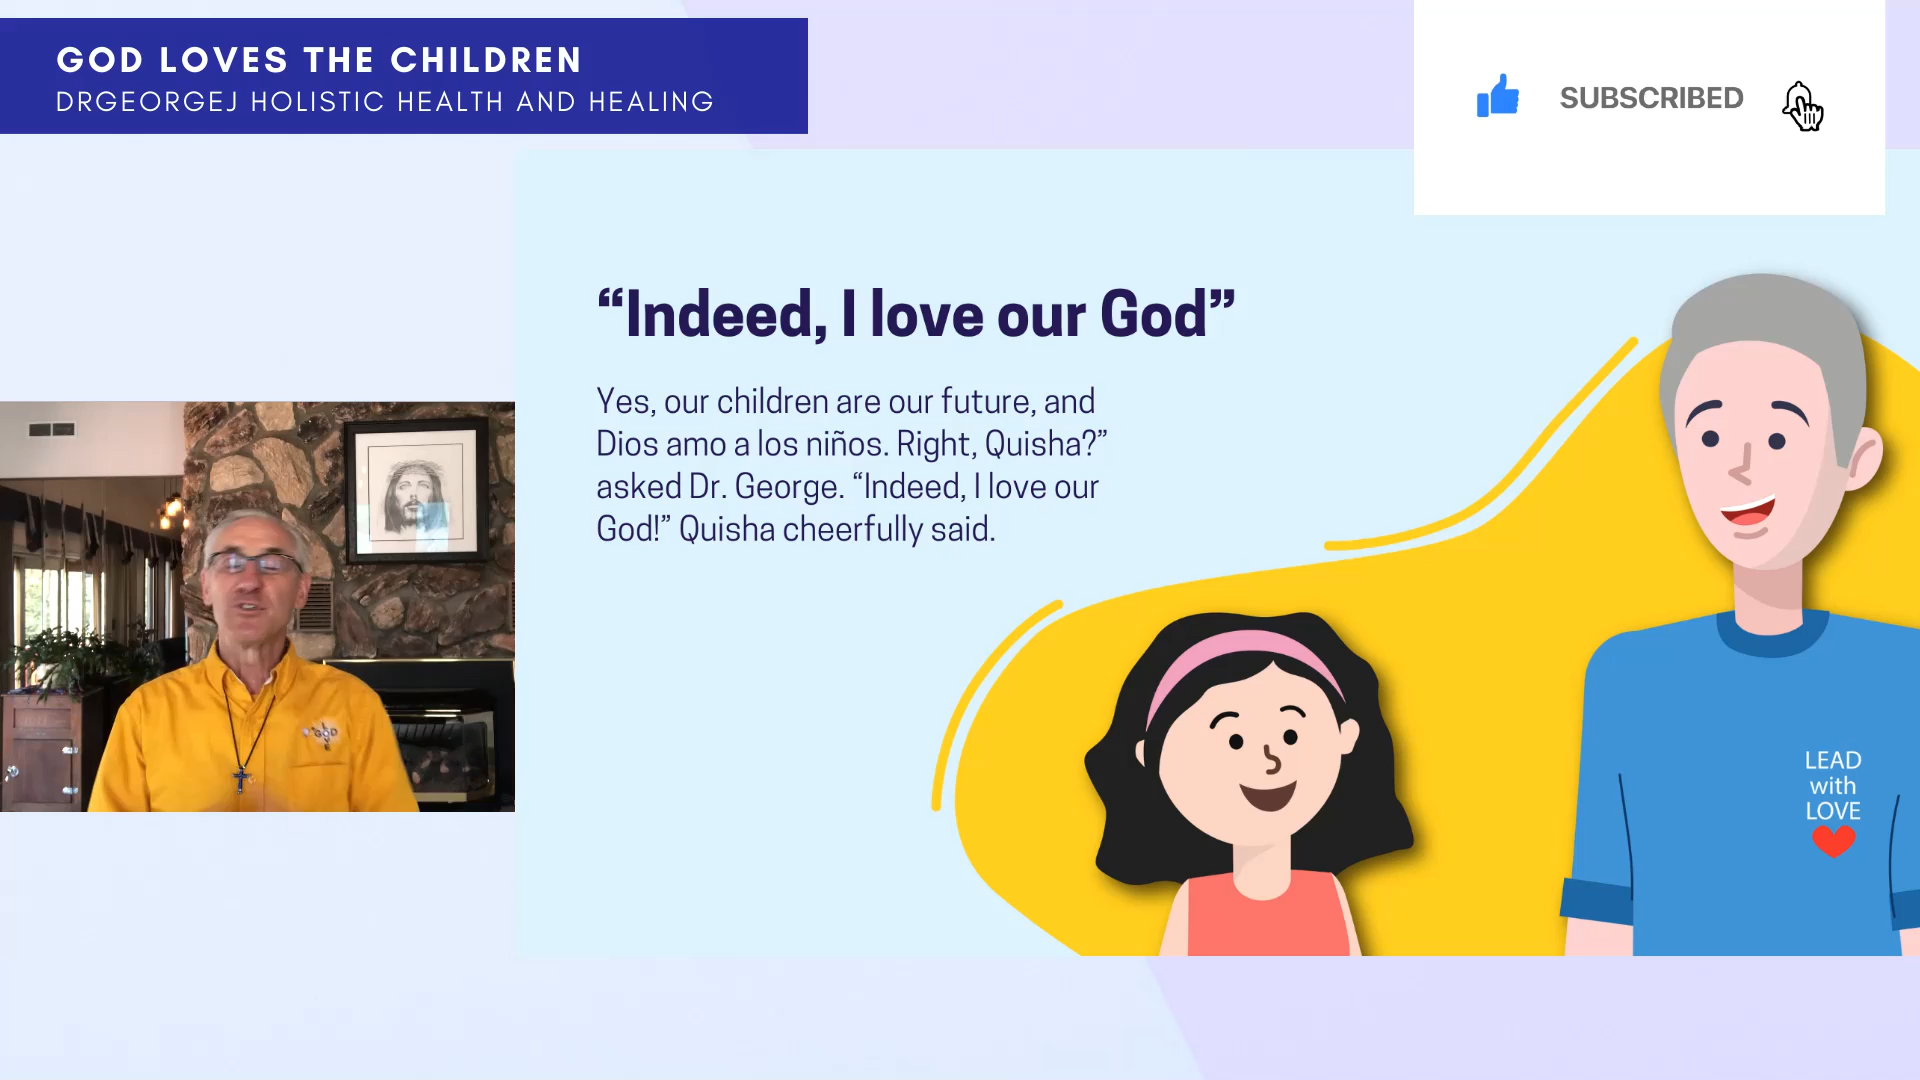 GOD LOVES THE CHILDREN
DRGEORGEJ HOLISTIC HEALTH AND HEALING
SUBSCRIBED
“Indeed, I love our God”
Yes, our children are our future, and
Dios amo a los niños. Right, Quisha?”
asked Dr. George. “Indeed, I love our
God!” Quisha cheerfully said.
LEAD
with
LOVE
GOD